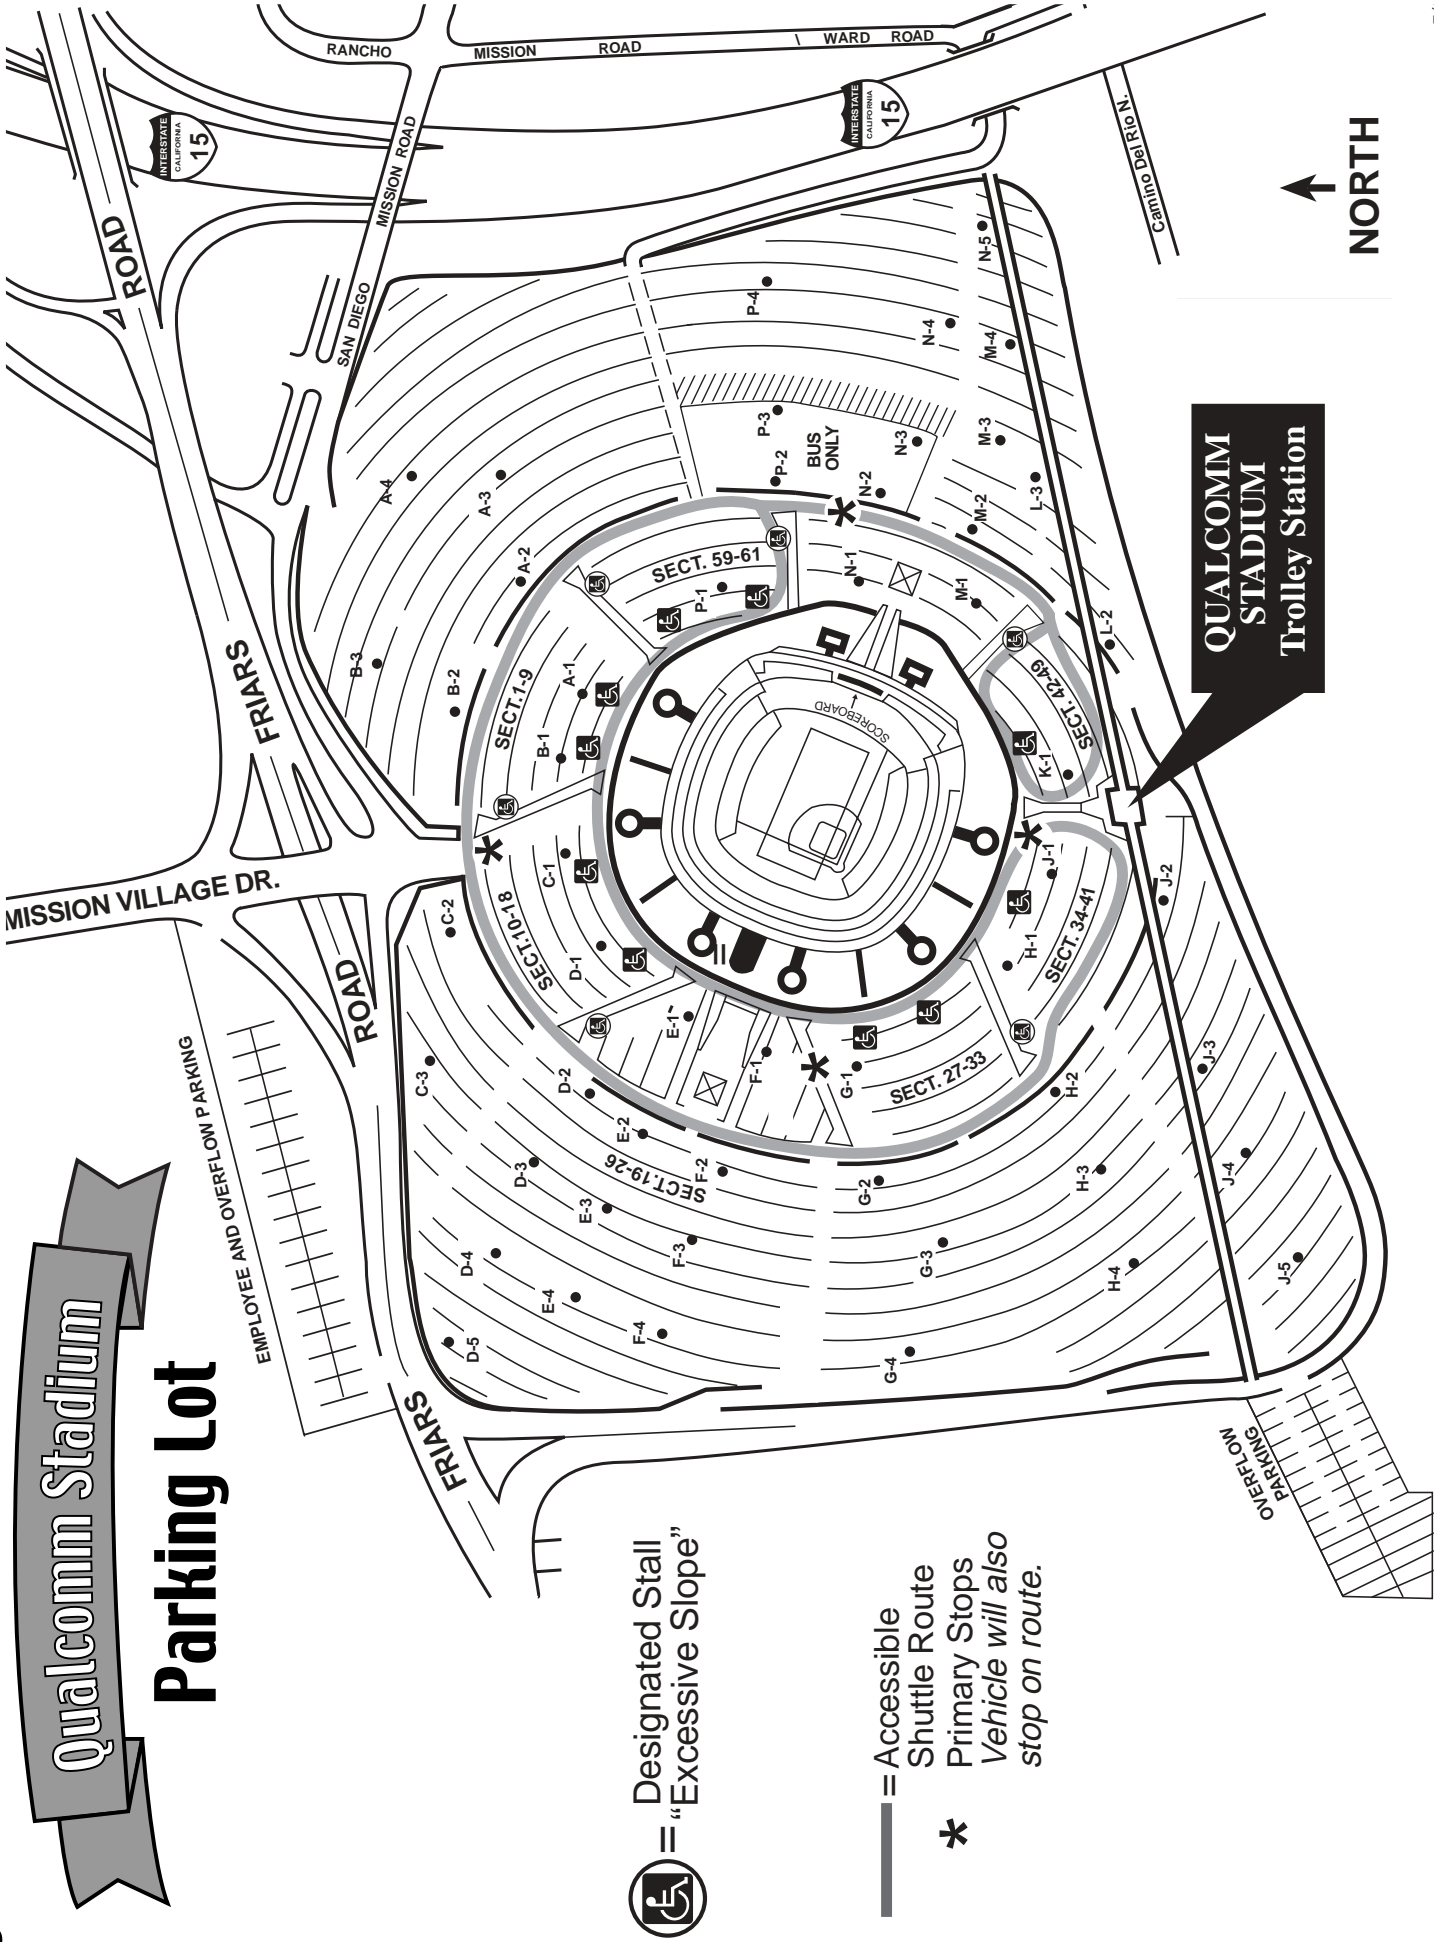 Qualcomm Stadium
Parking Lot
= Designated Stall
“Excessive Slope”
= Accessible
Shuttle Route
* Primary Stops
Vehicle will also
stop on route.
EMPLOYEE AND OVERFLOW PARKING
MISSION VILLAGE DR.
FRIARS
ROAD
FRIARS
ROAD
SAN DIEGO
MISSION ROAD
RANCHO
MISSION
ROAD
WARD ROAD
INTERSTATE
CALIFORNIA
15
INTERSTATE
CALIFORNIA
15
Camino Del Rio N.
NORTH
QUALCOMM
STADIUM
Trolley Station
OVERFLOW
PARKING
BUS
ONLY
SCOREBOARD
SECT.1-9
SECT.10-18
SECT.19-26
SECT. 27-33
SECT. 34-41
SECT. 42-49
SECT. 59-61
A-1
A-2
A-3
A-4
B-1
B-2
B-3
C-1
C-2
C-3
D-1
D-2
D-3
D-4
D-5
E-1
E-2
E-3
E-4
F-1
F-2
F-3
F-4
G-1
G-2
G-3
G-4
H-1
H-2
H-3
H-4
J-1
J-2
J-3
J-4
J-5
K-1
L-2
L-3
M-1
M-2
M-3
M-4
N-1
N-2
N-3
N-4
N-5
P-1
P-2
P-3
P-4